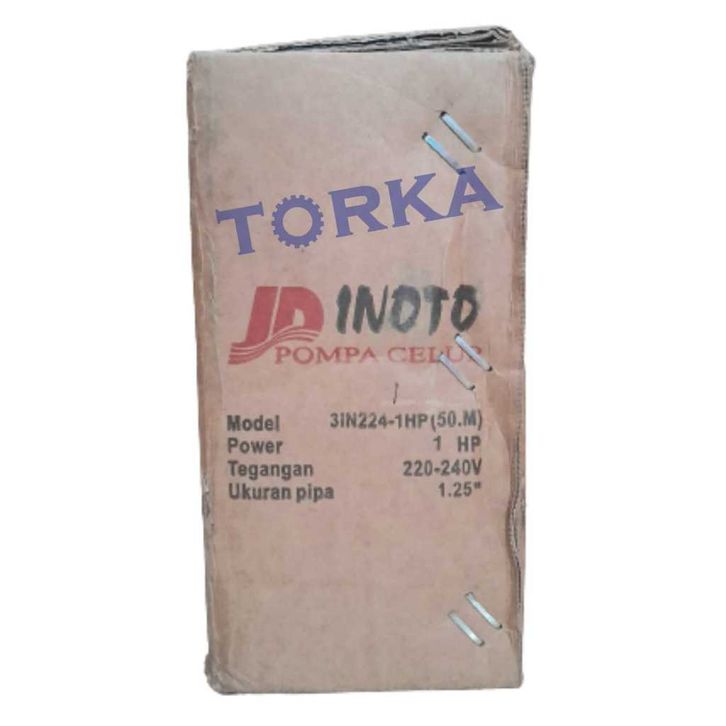 TORKA
JD INOTO
POMPA CELUP
Model 3IN224-1HP(50.M)
Power 1 HP
Tegangan 220-240V
Ukuran pipa 1.25"